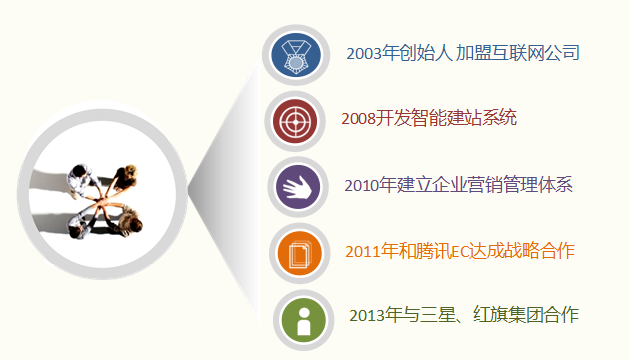 2003年创始人 加盟互联网公司
2008开发智能建站系统
2010年建立企业营销管理体系
2011年和腾讯EC达成战略合作
2013年与三星、红旗集团合作